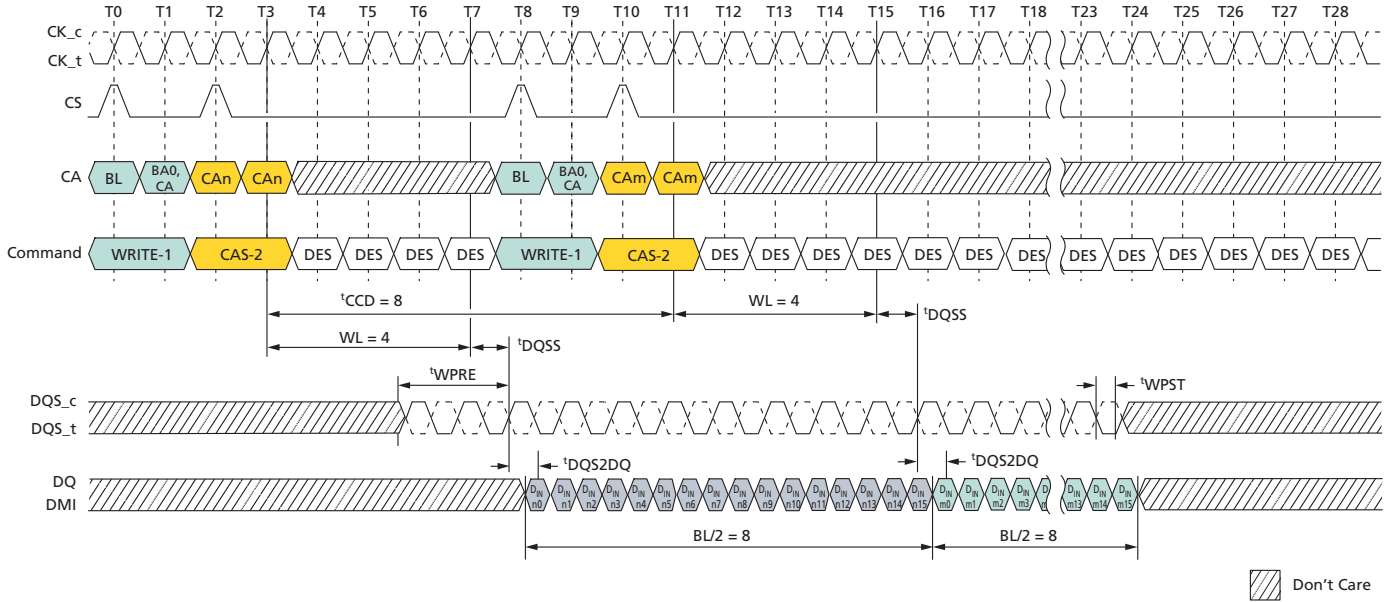 T0 T1 T2 T3 T4 T5 T6 T7 T8 T9 T10 T11 T12 T13 T14 T15 T16 T17 T18 T23 T24 T25 T26 T27 T28
CK_c
CK_t
CS
CA BL BA0, CA CAn CAn BL BA0, CA CAm CAm
Command WRITE-1 CAS-2 DES DES DES DES WRITE-1 CAS-2 DES DES DES DES DES DES DES DES DES DES DES DES DES
tCCD = 8 WL = 4 tDQSS
WL = 4 tDQSS
tWPRE tWPST
DQS_c
DQS_t
tDQS2DQ tDQS2DQ
DQ DIN DIN DIN DIN DIN DIN DIN DIN DIN DIN DIN DIN DIN DIN DIN DIN DIN DIN DIN DIN D DIN DIN DIN
DMI n0 n1 n2 n3 n4 n5 n6 n7 n8 n9 n10 n11 n12 n13 n14 n15 m0 m1 m2 m3 m13 m14 m15
BL/2 = 8 BL/2 = 8
Don't Care